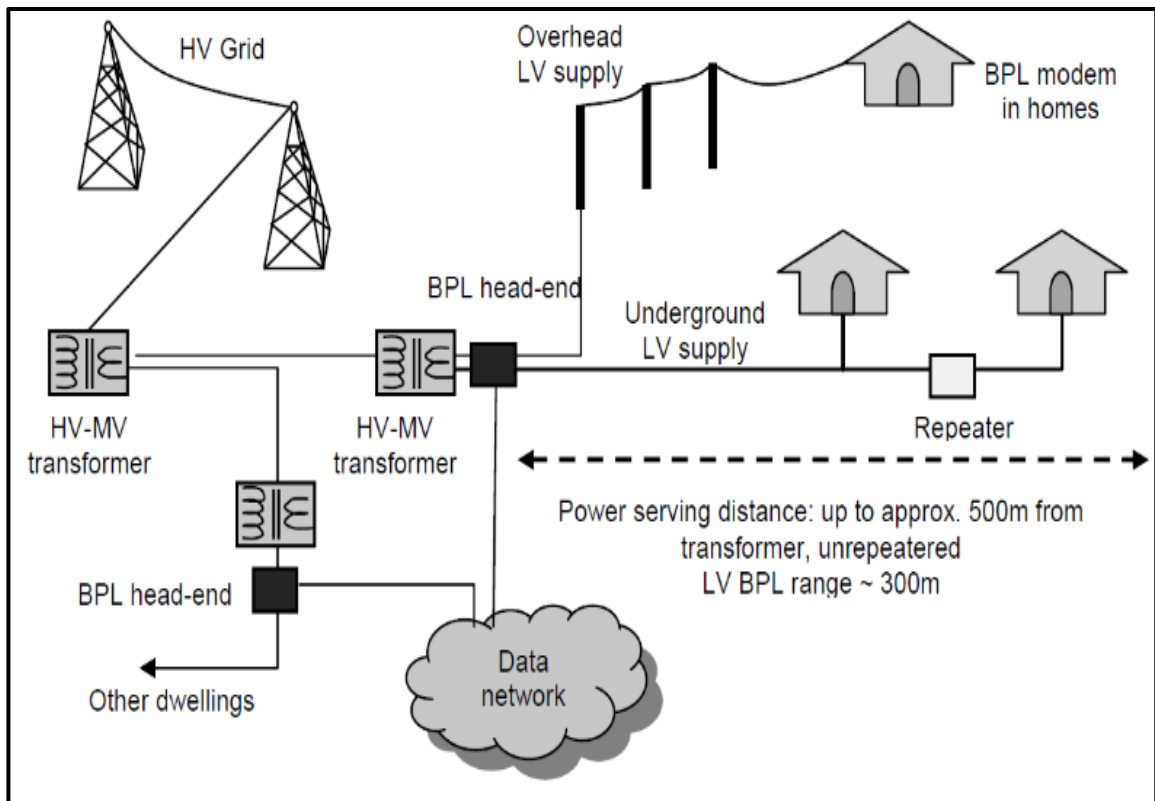 HV Grid
Overhead
LV supply
BPL modem
in homes
BPL head-end
Underground
LV supply
HV-MV
transformer
HV-MV
transformer
Repeater
Power serving distance: up to approx. 500m from
transformer, unrepeatered
LV BPL range ~ 300m
BPL head-end
Data
network
Other dwellings